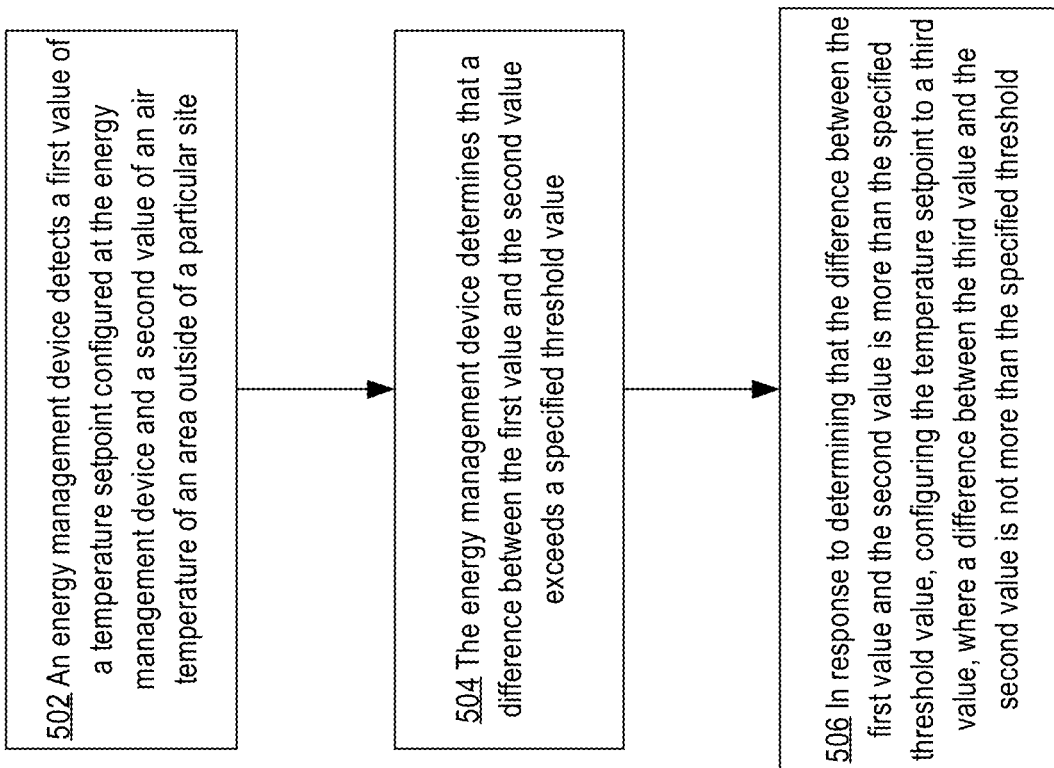 502 An energy management device detects a first value of
a temperature setpoint configured at the energy
management device and a second value of an air
temperature of an area outside of a particular site
504 The energy management device determines that a
difference between the first value and the second value
exceeds a specified threshold value
506 In response to determining that the difference between the
first value and the second value is more than the specified
threshold value, configuring the temperature setpoint to a third
value, where a difference between the third value and the
second value is not more than the specified threshold